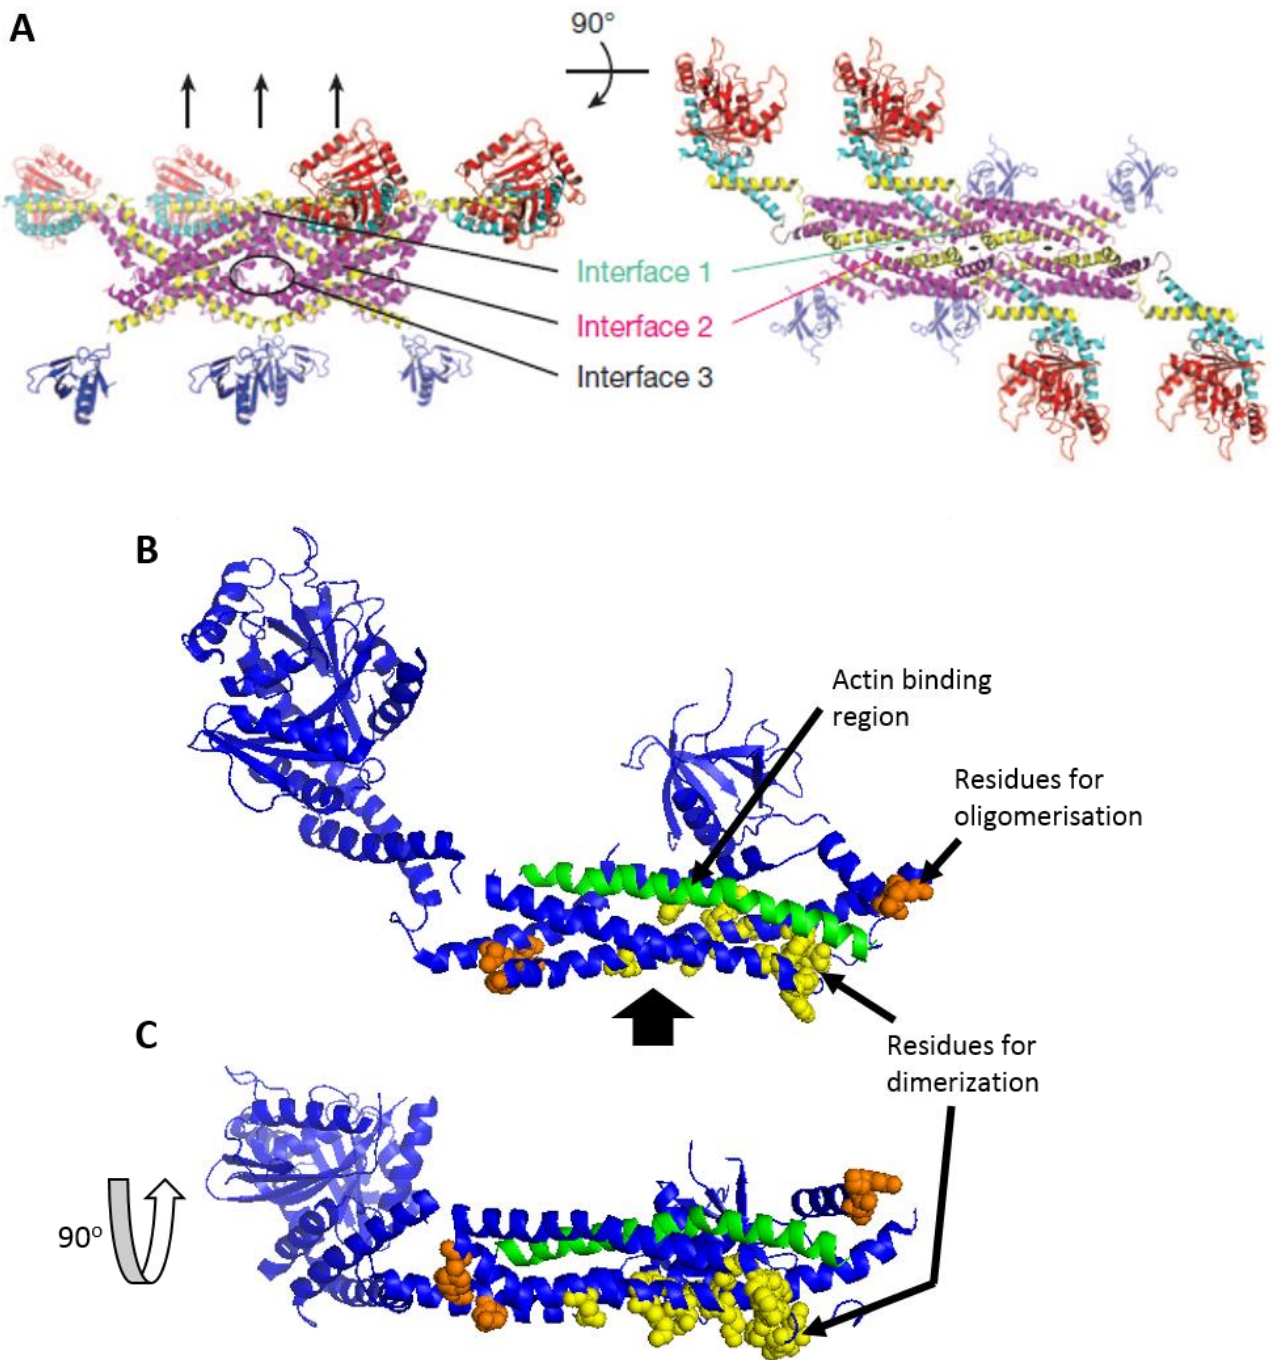 A
90°
Interface 1
Interface 2
Interface 3
B
Actin binding
region
Residues for
oligomerisation
Residues for
dimerization
C
90°